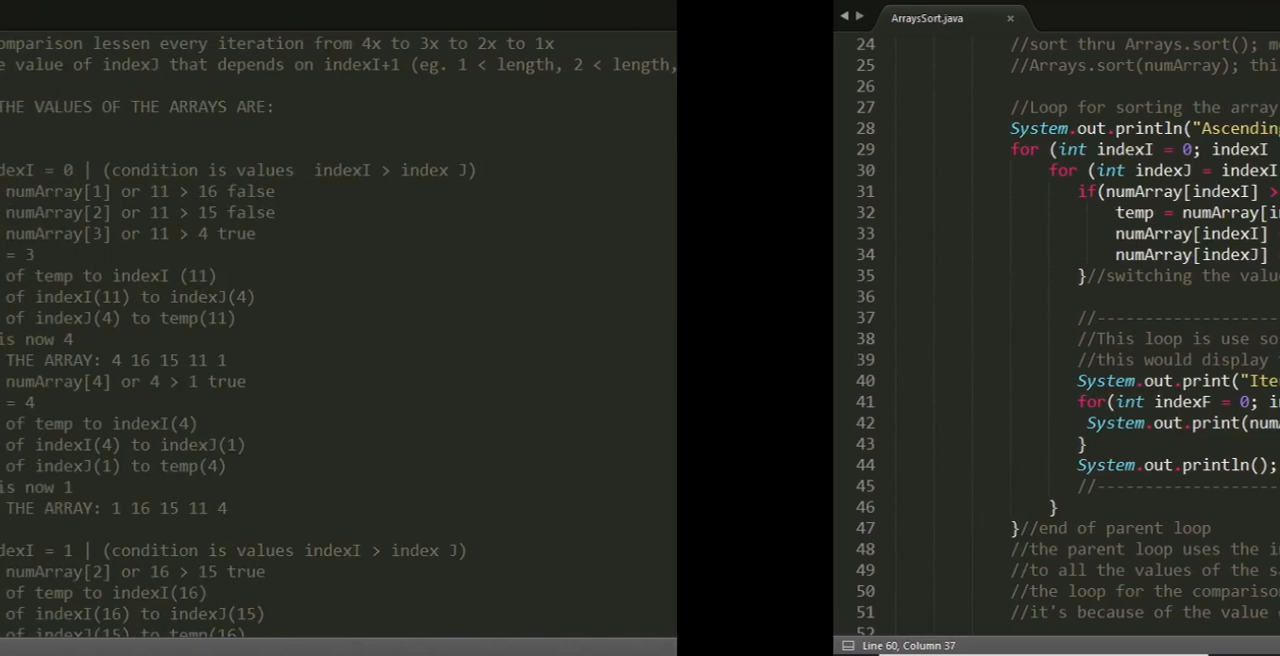 omparison lessen every iteration from 4x to 3x to 2x to 1x
e value of indexJ that depends on indexI+1 (eg. 1 < length, 2 < length,
THE VALUES OF THE ARRAYS ARE:
dexI = 0 | (condition is values  indexI > index J)
numArray[1] or 11 > 16 false
numArray[2] or 11 > 15 false
numArray[3] or 11 > 4 true
= 3
of temp to indexI (11)
of indexI(11) to indexJ(4)
of indexJ(4) to temp(11)
is now 4
THE ARRAY: 4 16 15 11 1
numArray[4] or 4 > 1 true
= 4
of temp to indexI(4)
of indexI(4) to indexJ(1)
of indexJ(1) to temp(4)
is now 1
THE ARRAY: 1 16 15 11 4
dexI = 1 | (condition is values indexI > index J)
numArray[2] or 16 > 15 true
of temp to indexI(16)
of indexI(16) to indexJ(15)
of indexJ(15) to temp(16)
ArraysSort.java
24 //sort thru Arrays.sort(); m
25 //Arrays.sort(numArray); thi
26
27 //Loop for sorting the array
28 System.out.println("Ascending
29 for (int indexI = 0; indexI
30 for (int indexJ = indexI
31 if(numArray[indexI] >
32 temp = numArray[in
33 numArray[indexI]
34 numArray[indexJ]
35 }//switching the valu
36
37 //-------------------
38 //This loop is use so
39 //this would display
40 System.out.print("Ite
41 for(int indexF = 0; i
42 System.out.print(num
43 }
44 System.out.println();
45 //-------------------
46 }
47 }//end of parent loop
48 //the parent loop uses the i
49 //to all the values of the s
50 //the loop for the compariso
51 //it's because of the value
52
Line 60, Column 37